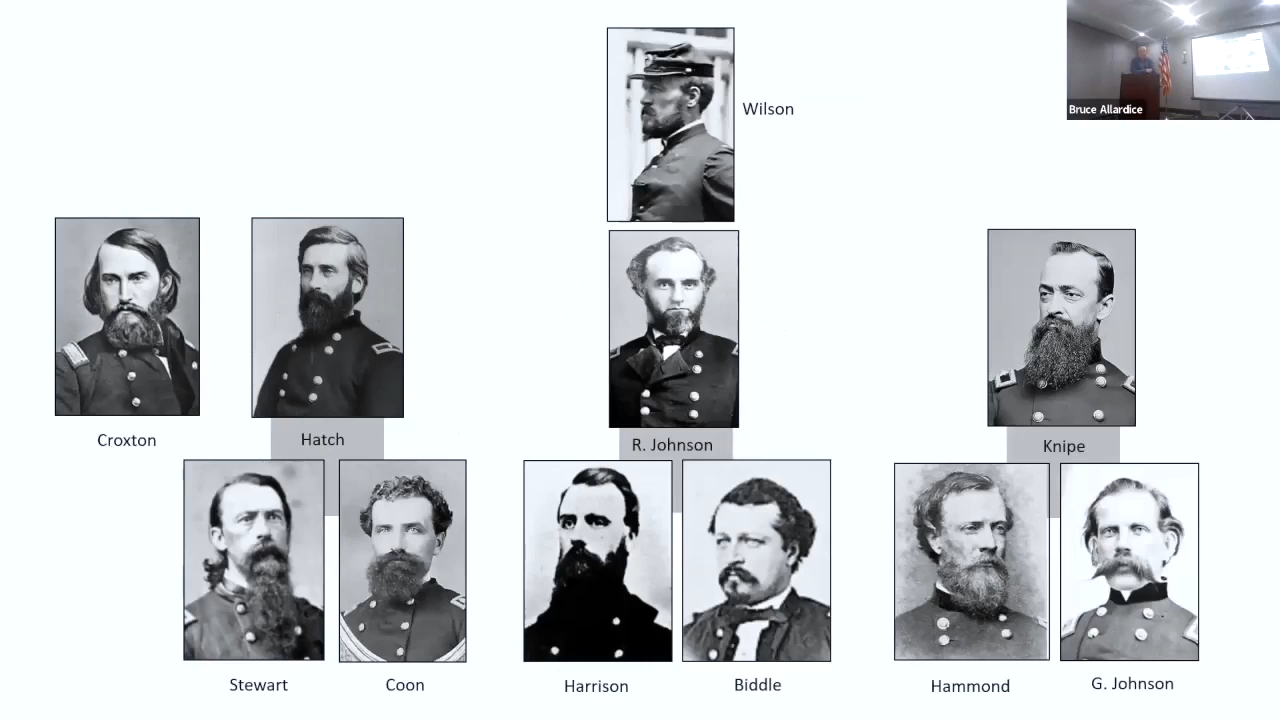 Wilson
Bruce Allardice
Croxton
Hatch
R. Johnson
Knipe
Stewart
Coon
Harrison
Biddle
Hammond
G. Johnson